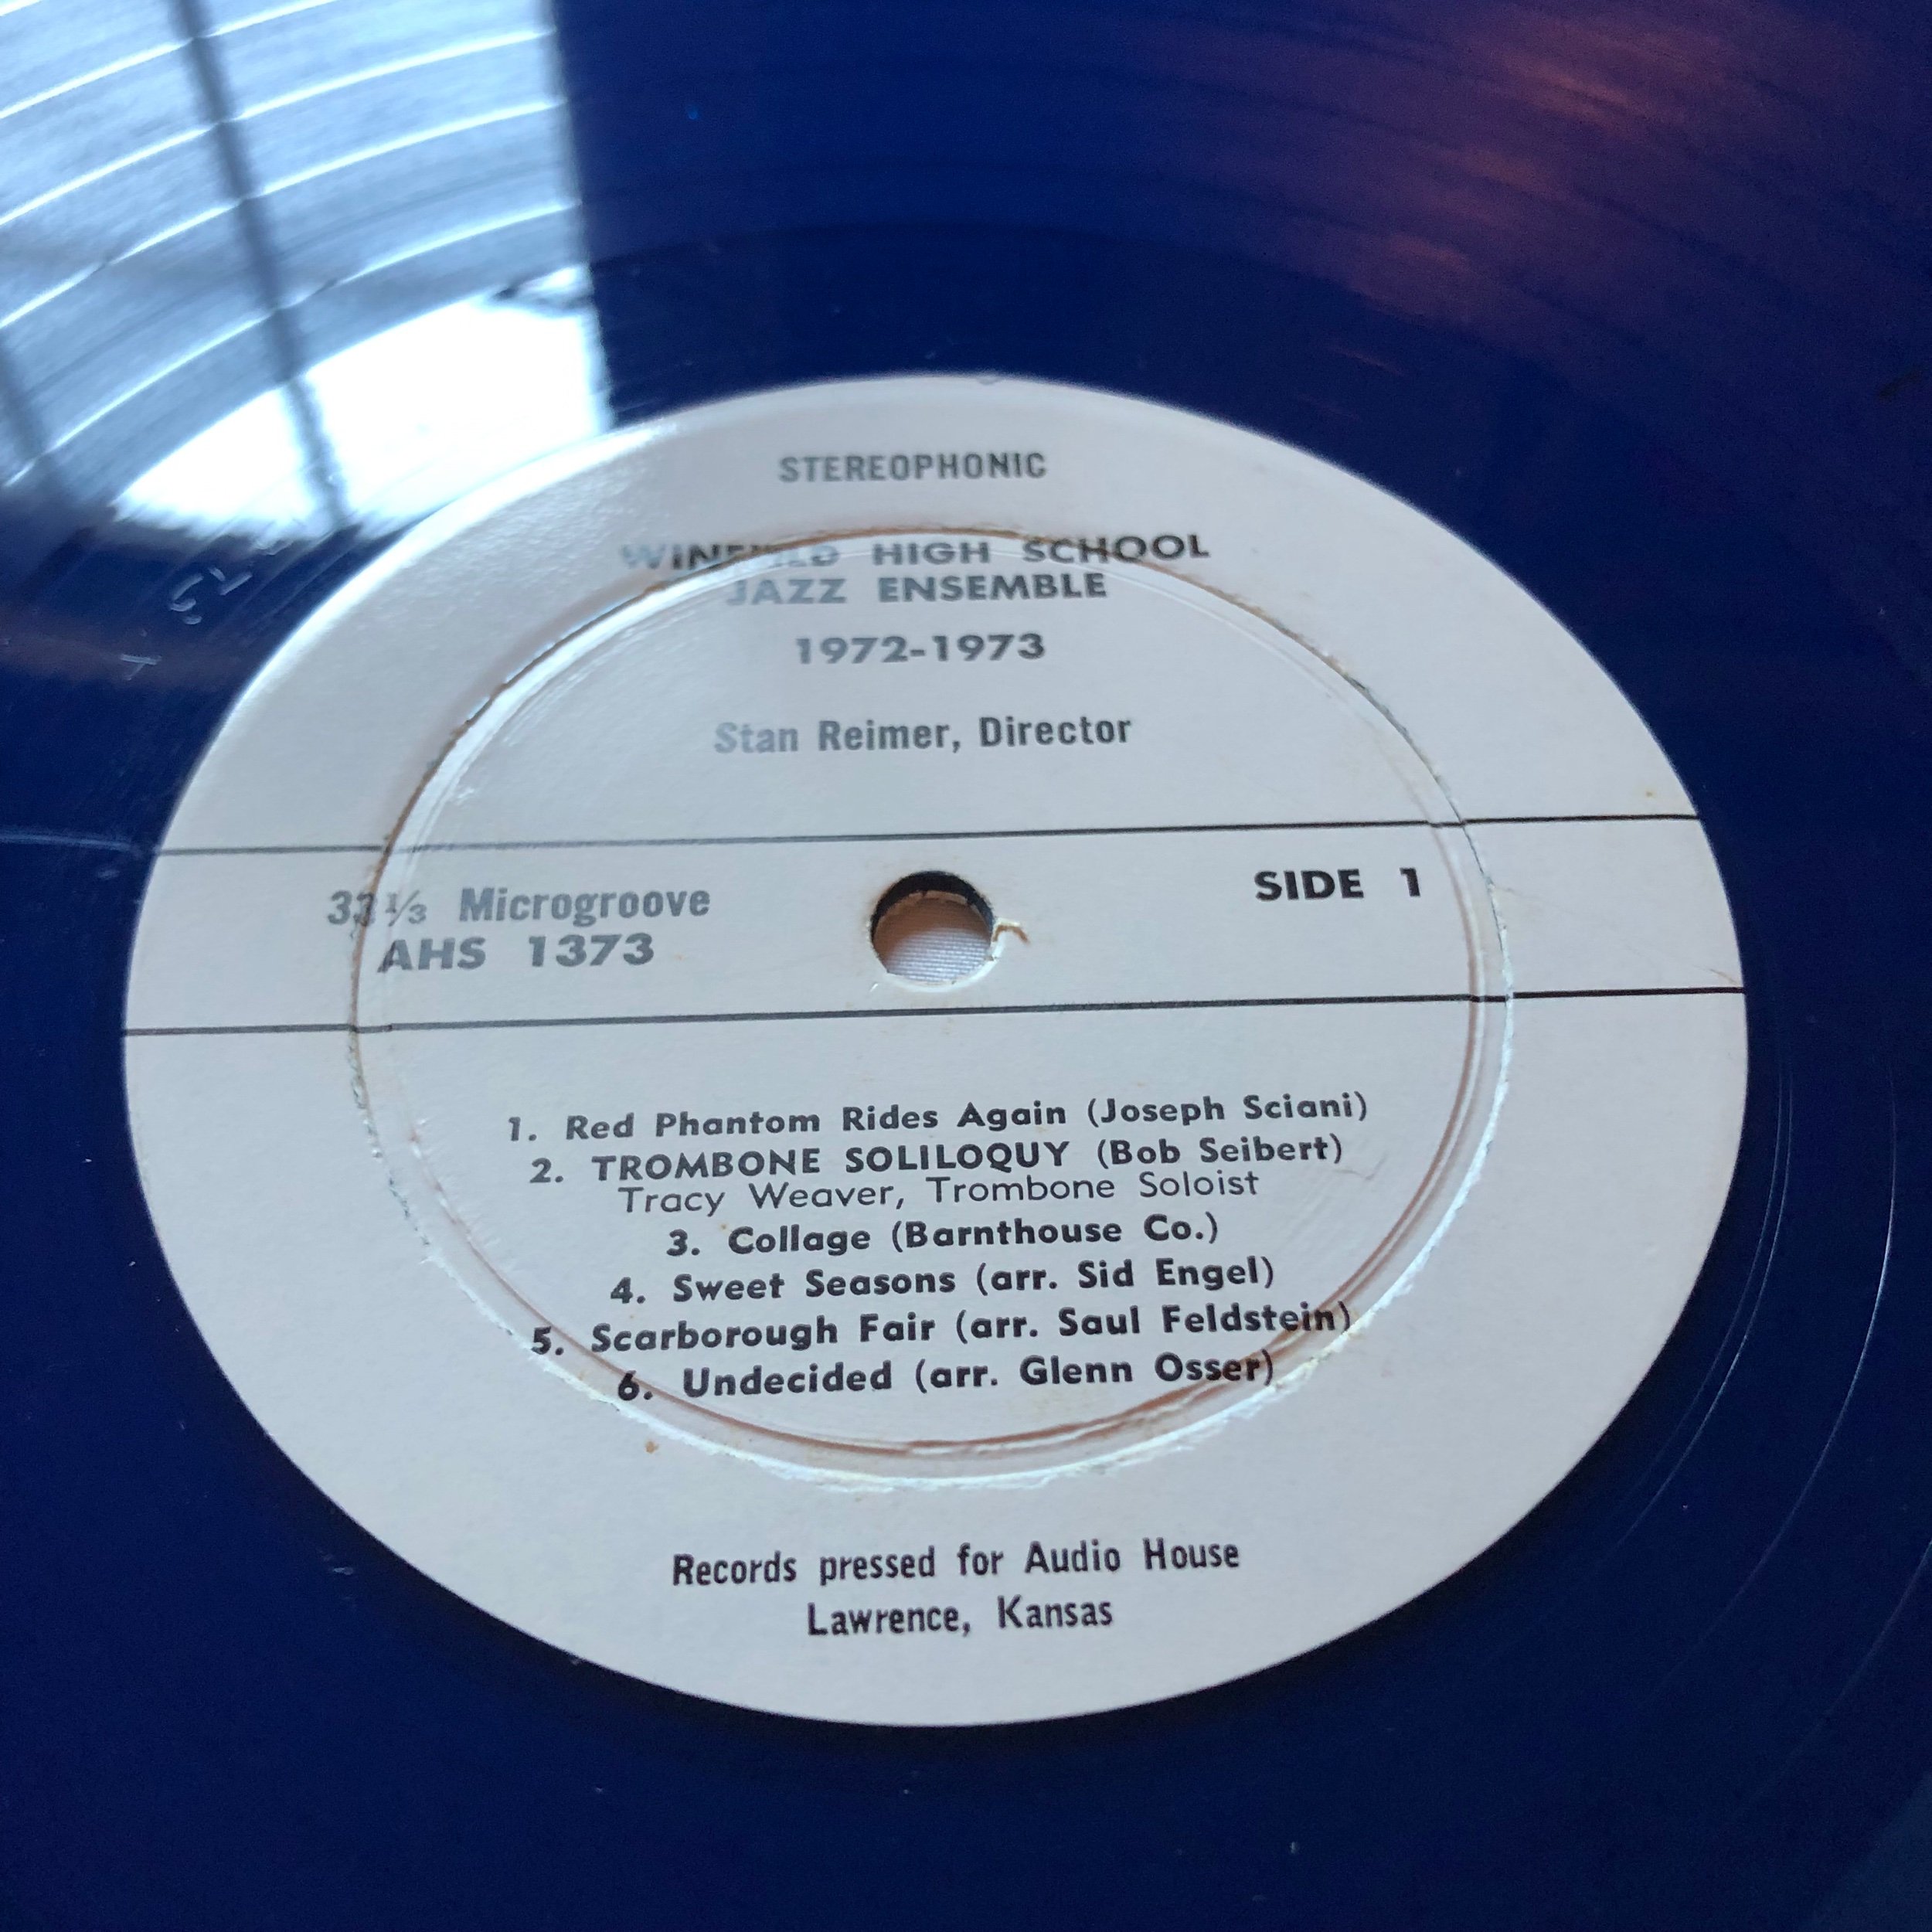 STEREOPHONIC
WINFIELD HIGH SCHOOL
JAZZ ENSEMBLE
1972-1973
Stan Reimer, Director
33⅓ Microgroove
AHS 1373
SIDE 1
1. Red Phantom Rides Again (Joseph Sciani)
2. TROMBONE SOLILOQUY (Bob Seibert)
Tracy Weaver, Trombone Soloist
3. Collage (Barnthouse Co.)
4. Sweet Seasons (arr. Sid Engel)
5. Scarborough Fair (arr. Saul Feldstein)
6. Undecided (arr. Glenn Osser)
Records pressed for Audio House
Lawrence, Kansas